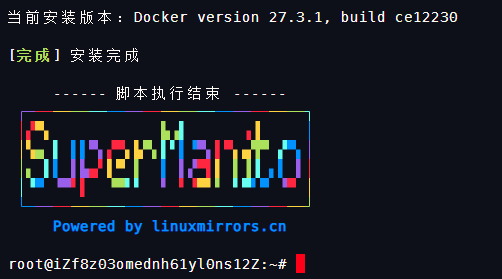 当前安装版本：Docker version 27.3.1, build ce12230
[完成] 安装完成
------ 脚本执行结束 ------
SuperManito
Powered by linuxmirrors.cn
root@iZf8z03omednh61yl0ns12Z:~#